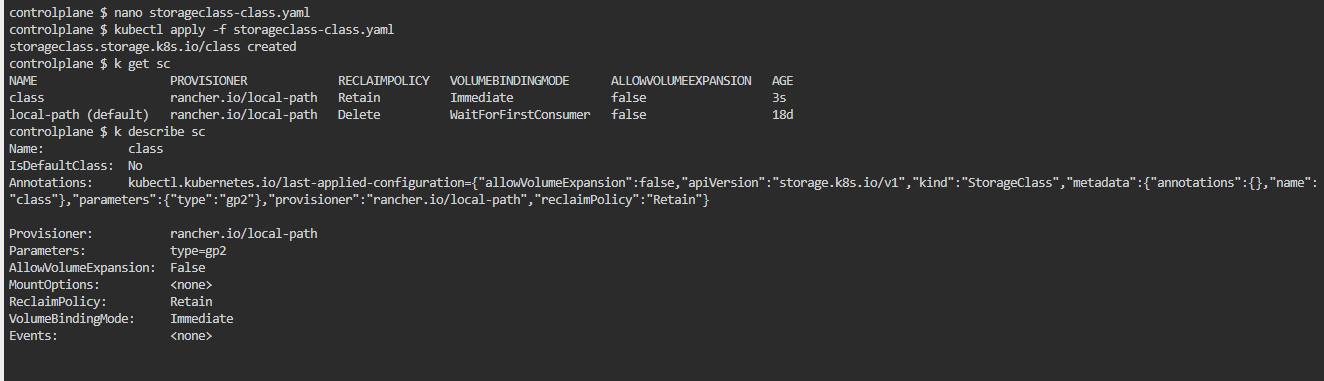 controlplane $ nano storageclass-class.yaml
controlplane $ kubectl apply -f storageclass-class.yaml
storageclass.storage.k8s.io/class created
controlplane $ k get sc
NAME                   PROVISIONER             RECLAIMPOLICY   VOLUMEBINDINGMODE      ALLOWVOLUMEEXPANSION   AGE
class                  rancher.io/local-path   Retain          Immediate              false                  3s
local-path (default)   rancher.io/local-path   Delete          WaitForFirstConsumer   false                  18d
controlplane $ k describe sc
Name:            class
IsDefaultClass:  No
Annotations:     kubectl.kubernetes.io/last-applied-configuration={"allowVolumeExpansion":false,"apiVersion":"storage.k8s.io/v1","kind":"StorageClass","metadata":{"annotations":{},"name":
"class"},"parameters":{"type":"gp2"},"provisioner":"rancher.io/local-path","reclaimPolicy":"Retain"}
Provisioner:           rancher.io/local-path
Parameters:            type=gp2
AllowVolumeExpansion:  False
MountOptions:          <none>
ReclaimPolicy:         Retain
VolumeBindingMode:     Immediate
Events:                <none>